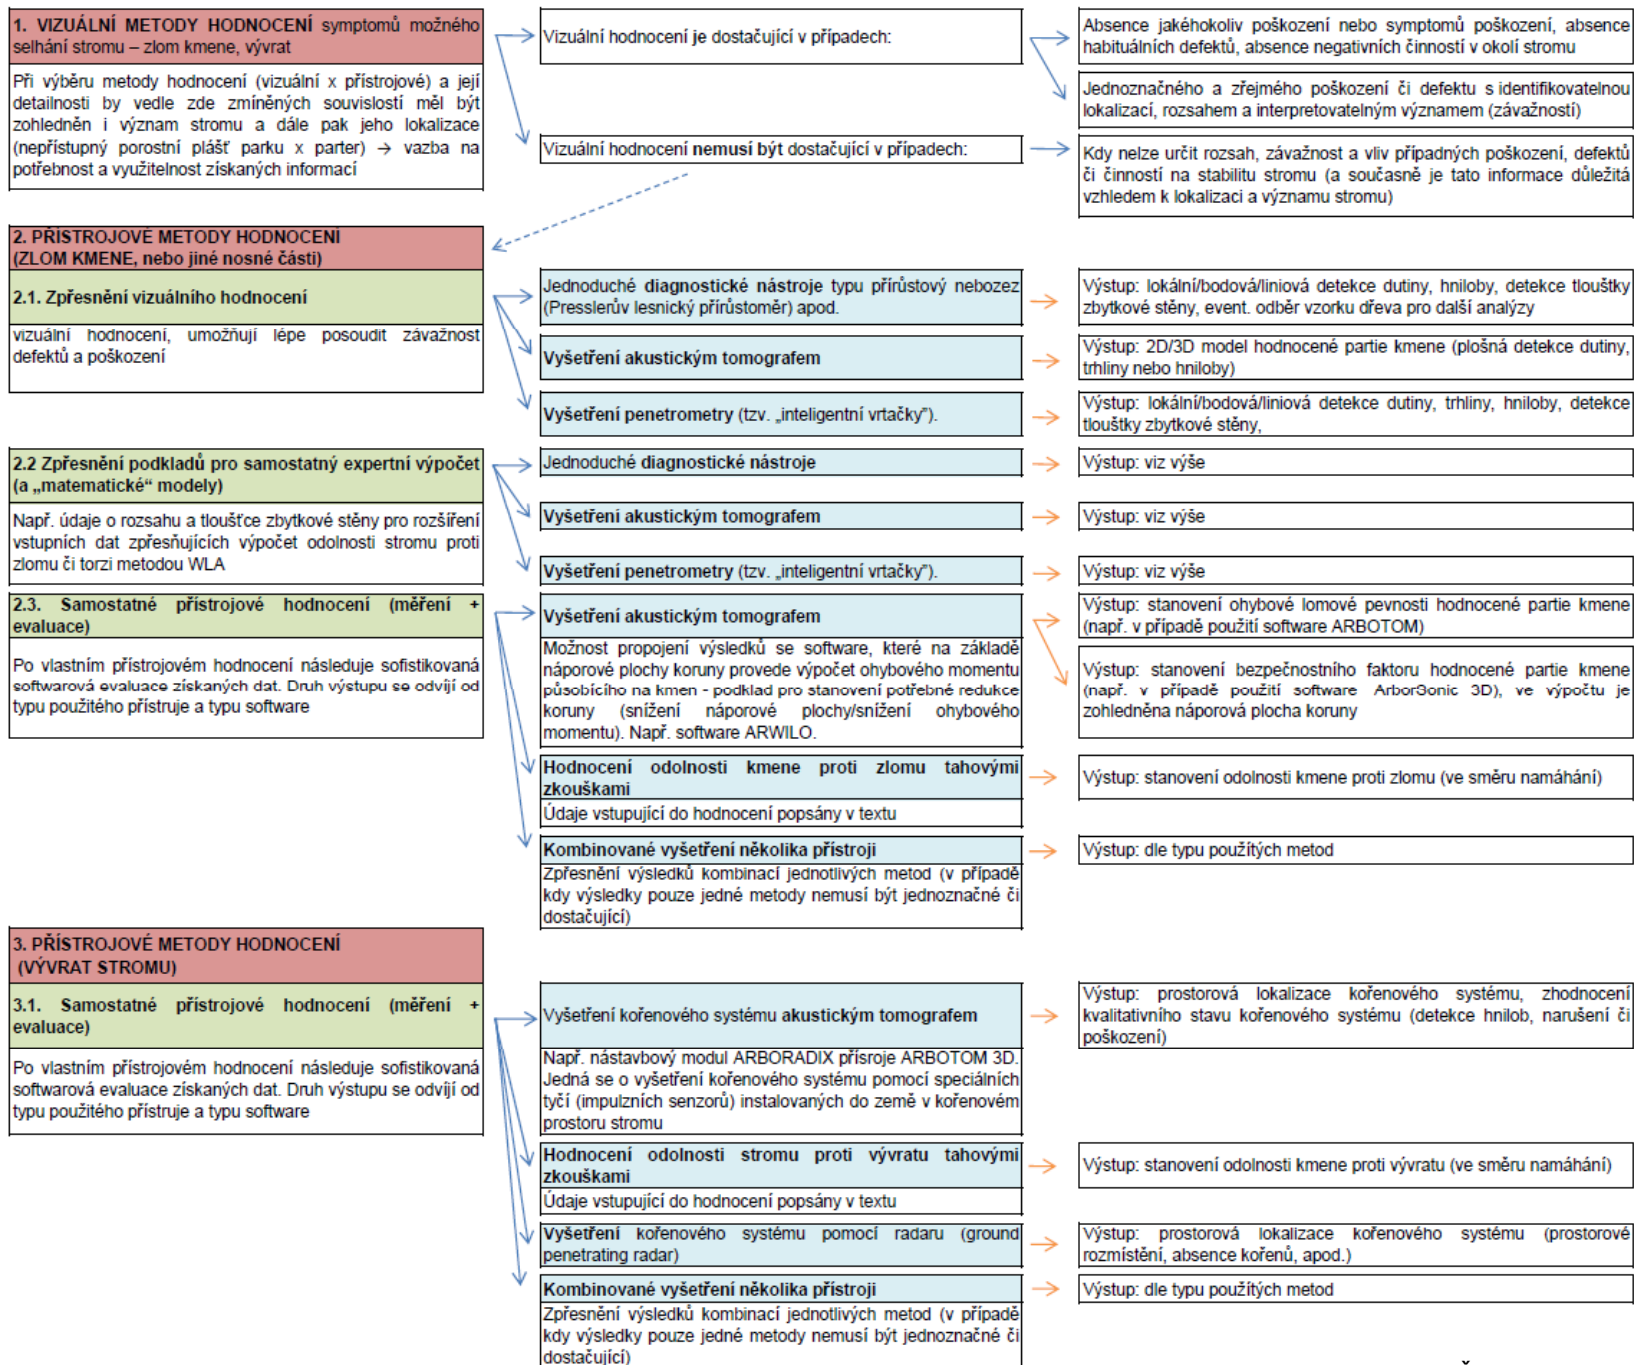 1. VIZUÁLNÍ METODY HODNOCENÍ symptomů možného
selhání stromu – zlom kmene, vývrat
Při výběru metody hodnocení (vizuální x přístrojové) a její
detailnosti by vedle zde zmíněných souvislostí měl být
zohledněn i význam stromu a dále pak jeho lokalizace
(nepřístupný porostní plášť parku x parter) → vazba na
potřebnost a využitelnost získaných informací
Vizuální hodnocení je dostačující v případech:
Absence jakéhokoliv poškození nebo symptomů poškození, absence
habituálních defektů, absence negativních činností v okolí stromu
Jednoznačného a zřejmého poškození či defektu s identifikovatelnou
lokalizací, rozsahem a interpretovatelným významem (závažností)
Vizuální hodnocení nemusí být dostačující v případech:
Kdy nelze určit rozsah, závažnost a vliv případných poškození, defektů
či činností na stabilitu stromu (a současně je tato informace důležitá
vzhledem k lokalizaci a významu stromu)
2. PŘÍSTROJOVÉ METODY HODNOCENÍ
(ZLOM KMENE, nebo jiné nosné části)
2.1. Zpřesnění vizuálního hodnocení
vizuální hodnocení, umožňují lépe posoudit závažnost
defektů a poškození
Jednoduché diagnostické nástroje typu přírůstový nebozez
(Presslerův lesnický přírůstoměr) apod.
Výstup: lokální/bodová/liniová detekce dutiny, hniloby, detekce tloušťky
zbytkové stěny, event. odběr vzorku dřeva pro další analýzy
Vyšetření akustickým tomografem
Výstup: 2D/3D model hodnocené partie kmene (plošná detekce dutiny,
trhliny nebo hniloby)
Vyšetření penetrometry (tzv. „inteligentní vrtačky”).
Výstup: lokální/bodová/liniová detekce dutiny, trhliny, hniloby, detekce
tloušťky zbytkové stěny,
2.2 Zpřesnění podkladů pro samostatný expertní výpočet
(a „matematické“ modely)
Např. údaje o rozsahu a tloušťce zbytkové stěny pro rozšíření
vstupních dat zpřesňujících výpočet odolnosti stromu proti
zlomu či torzi metodou WLA
Jednoduché diagnostické nástroje
Výstup: viz výše
Vyšetření akustickým tomografem
Výstup: viz výše
Vyšetření penetrometry (tzv. „inteligentní vrtačky”).
Výstup: viz výše
2.3. Samostatné přístrojové hodnocení (měření +
evaluace)
Po vlastním přístrojovém hodnocení následuje sofistikovaná
softwarová evaluace získaných dat. Druh výstupu se odvíjí od
typu použitého přístruje a typu software
Vyšetření akustickým tomografem
Možnost propojení výsledků se software, které na základě
náporové plochy koruny provede výpočet ohybového momentu
působícího na kmen - podklad pro stanovení potřebné redukce
koruny (snížení náporové plochy/snížení ohybového
momentu). Např. software ARWILO.
Výstup: stanovení ohybové lomové pevnosti hodnocené partie kmene
(např. v případě použití software ARBOTOM)
Výstup: stanovení bezpečnostního faktoru hodnocené partie kmene
(např. v případě použití software ArborSonic 3D), ve výpočtu je
zohledněna náporová plocha koruny
Hodnocení odolnosti kmene proti zlomu tahovými
zkouškami
Údaje vstupující do hodnocení popsány v textu
Výstup: stanovení odolnosti kmene proti zlomu (ve směru namáhání)
Kombinované vyšetření několika přístroji
Zpřesnění výsledků kombinací jednotlivých metod (v případě
kdy výsledky pouze jedné metody nemusí být jednoznačné či
dostačující)
Výstup: dle typu použítých metod
3. PŘÍSTROJOVÉ METODY HODNOCENÍ
(VÝVRAT STROMU)
3.1. Samostatné přístrojové hodnocení (měření +
evaluace)
Po vlastním přístrojovém hodnocení následuje sofistikovaná
softwarová evaluace získaných dat. Druh výstupu se odvíjí od
typu použitého přístruje a typu software
Vyšetření kořenového systému akustickým tomografem
Např. nástavbový modul ARBORADIX přísroje ARBOTOM 3D.
Jedná se o vyšetření kořenového systému pomocí speciálních
tyčí (impulzních senzorů) instalovaných do země v kořenovém
prostoru stromu
Výstup: prostorová lokalizace kořenového systému, zhodnocení
kvalitativního stavu kořenového systému (detekce hnilob, narušení či
poškození)
Hodnocení odolnosti stromu proti vývratu tahovými
zkouškami
Údaje vstupující do hodnocení popsány v textu
Výstup: stanovení odolnosti kmene proti vývratu (ve směru namáhání)
Vyšetření kořenového systému pomocí radaru (ground
penetrating radar)
Výstup: prostorová lokalizace kořenového systému (prostorové
rozmístění, absence kořenů, apod.)
Kombinované vyšetření několika přístroji
Zpřesnění výsledků kombinací jednotlivých metod (v případě
kdy výsledky pouze jedné metody nemusí být jednoznačné či
dostačující)
Výstup: dle typu použítých metod